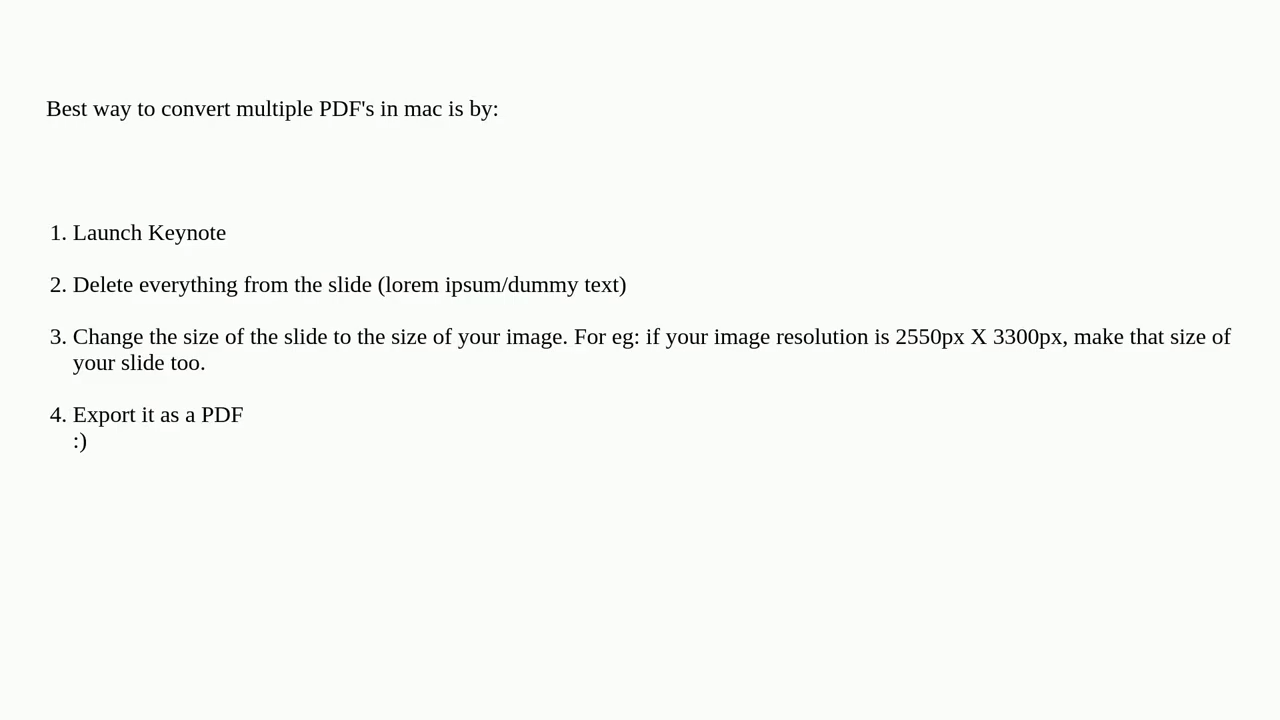 Best way to convert multiple PDF's in mac is by:
1. Launch Keynote
2. Delete everything from the slide (lorem ipsum/dummy text)
3. Change the size of the slide to the size of your image. For eg: if your image resolution is 2550px X 3300px, make that size of
your slide too.
4. Export it as a PDF
:)